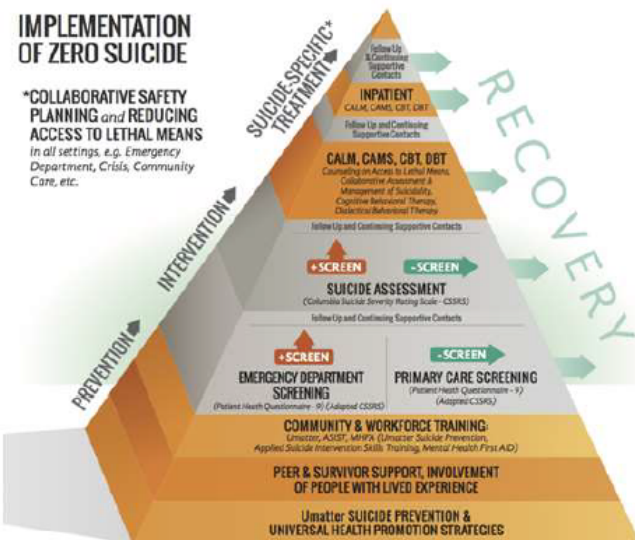 IMPLEMENTATION
OF ZERO SUICIDE
*COLLABORATIVE SAFETY
PLANNING and REDUCING
ACCESS TO LETHAL MEANS
in all settings, e.g. Emergency
Department, Crisis, Community
Care, etc.
PREVENTION
INTERVENTION
SUICIDE-SPECIFIC*
TREATMENT
RECOVERY
Follow Up
& Continuing
Supportive
Contacts
INPATIENT
CALM, CAMS, CBT, DBT
Follow Up and Continuing
Supportive Contacts
CALM, CAMS, CBT, DBT
Counseling on Access to Lethal Means,
Collaborative Assessment &
Management of Suicidality,
Cognitive Behavioral Therapy,
Dialectical Behavioral Therapy
Follow Up and Continuing Supportive Contacts
+SCREEN
-SCREEN
SUICIDE ASSESSMENT
(Columbia Suicide Severity Rating Scale - CSSRS)
Follow Up and Continuing Supportive Contacts
+SCREEN
-SCREEN
EMERGENCY DEPARTMENT
SCREENING
(Patient Heath Questionnaire - 9) (Adapted CSSRS)
PRIMARY CARE SCREENING
(Patient Heath Questionnaire - 9)
(Adapted CSSRS)
COMMUNITY & WORKFORCE TRAINING:
Umatter, ASIST, MHFA (Umatter Suicide Prevention,
Applied Suicide Intervention Skills Training, Mental Health First AID)
PEER & SURVIVOR SUPPORT, INVOLVEMENT
OF PEOPLE WITH LIVED EXPERIENCE
Umatter SUICIDE PREVENTION &
UNIVERSAL HEALTH PROMOTION STRATEGIES